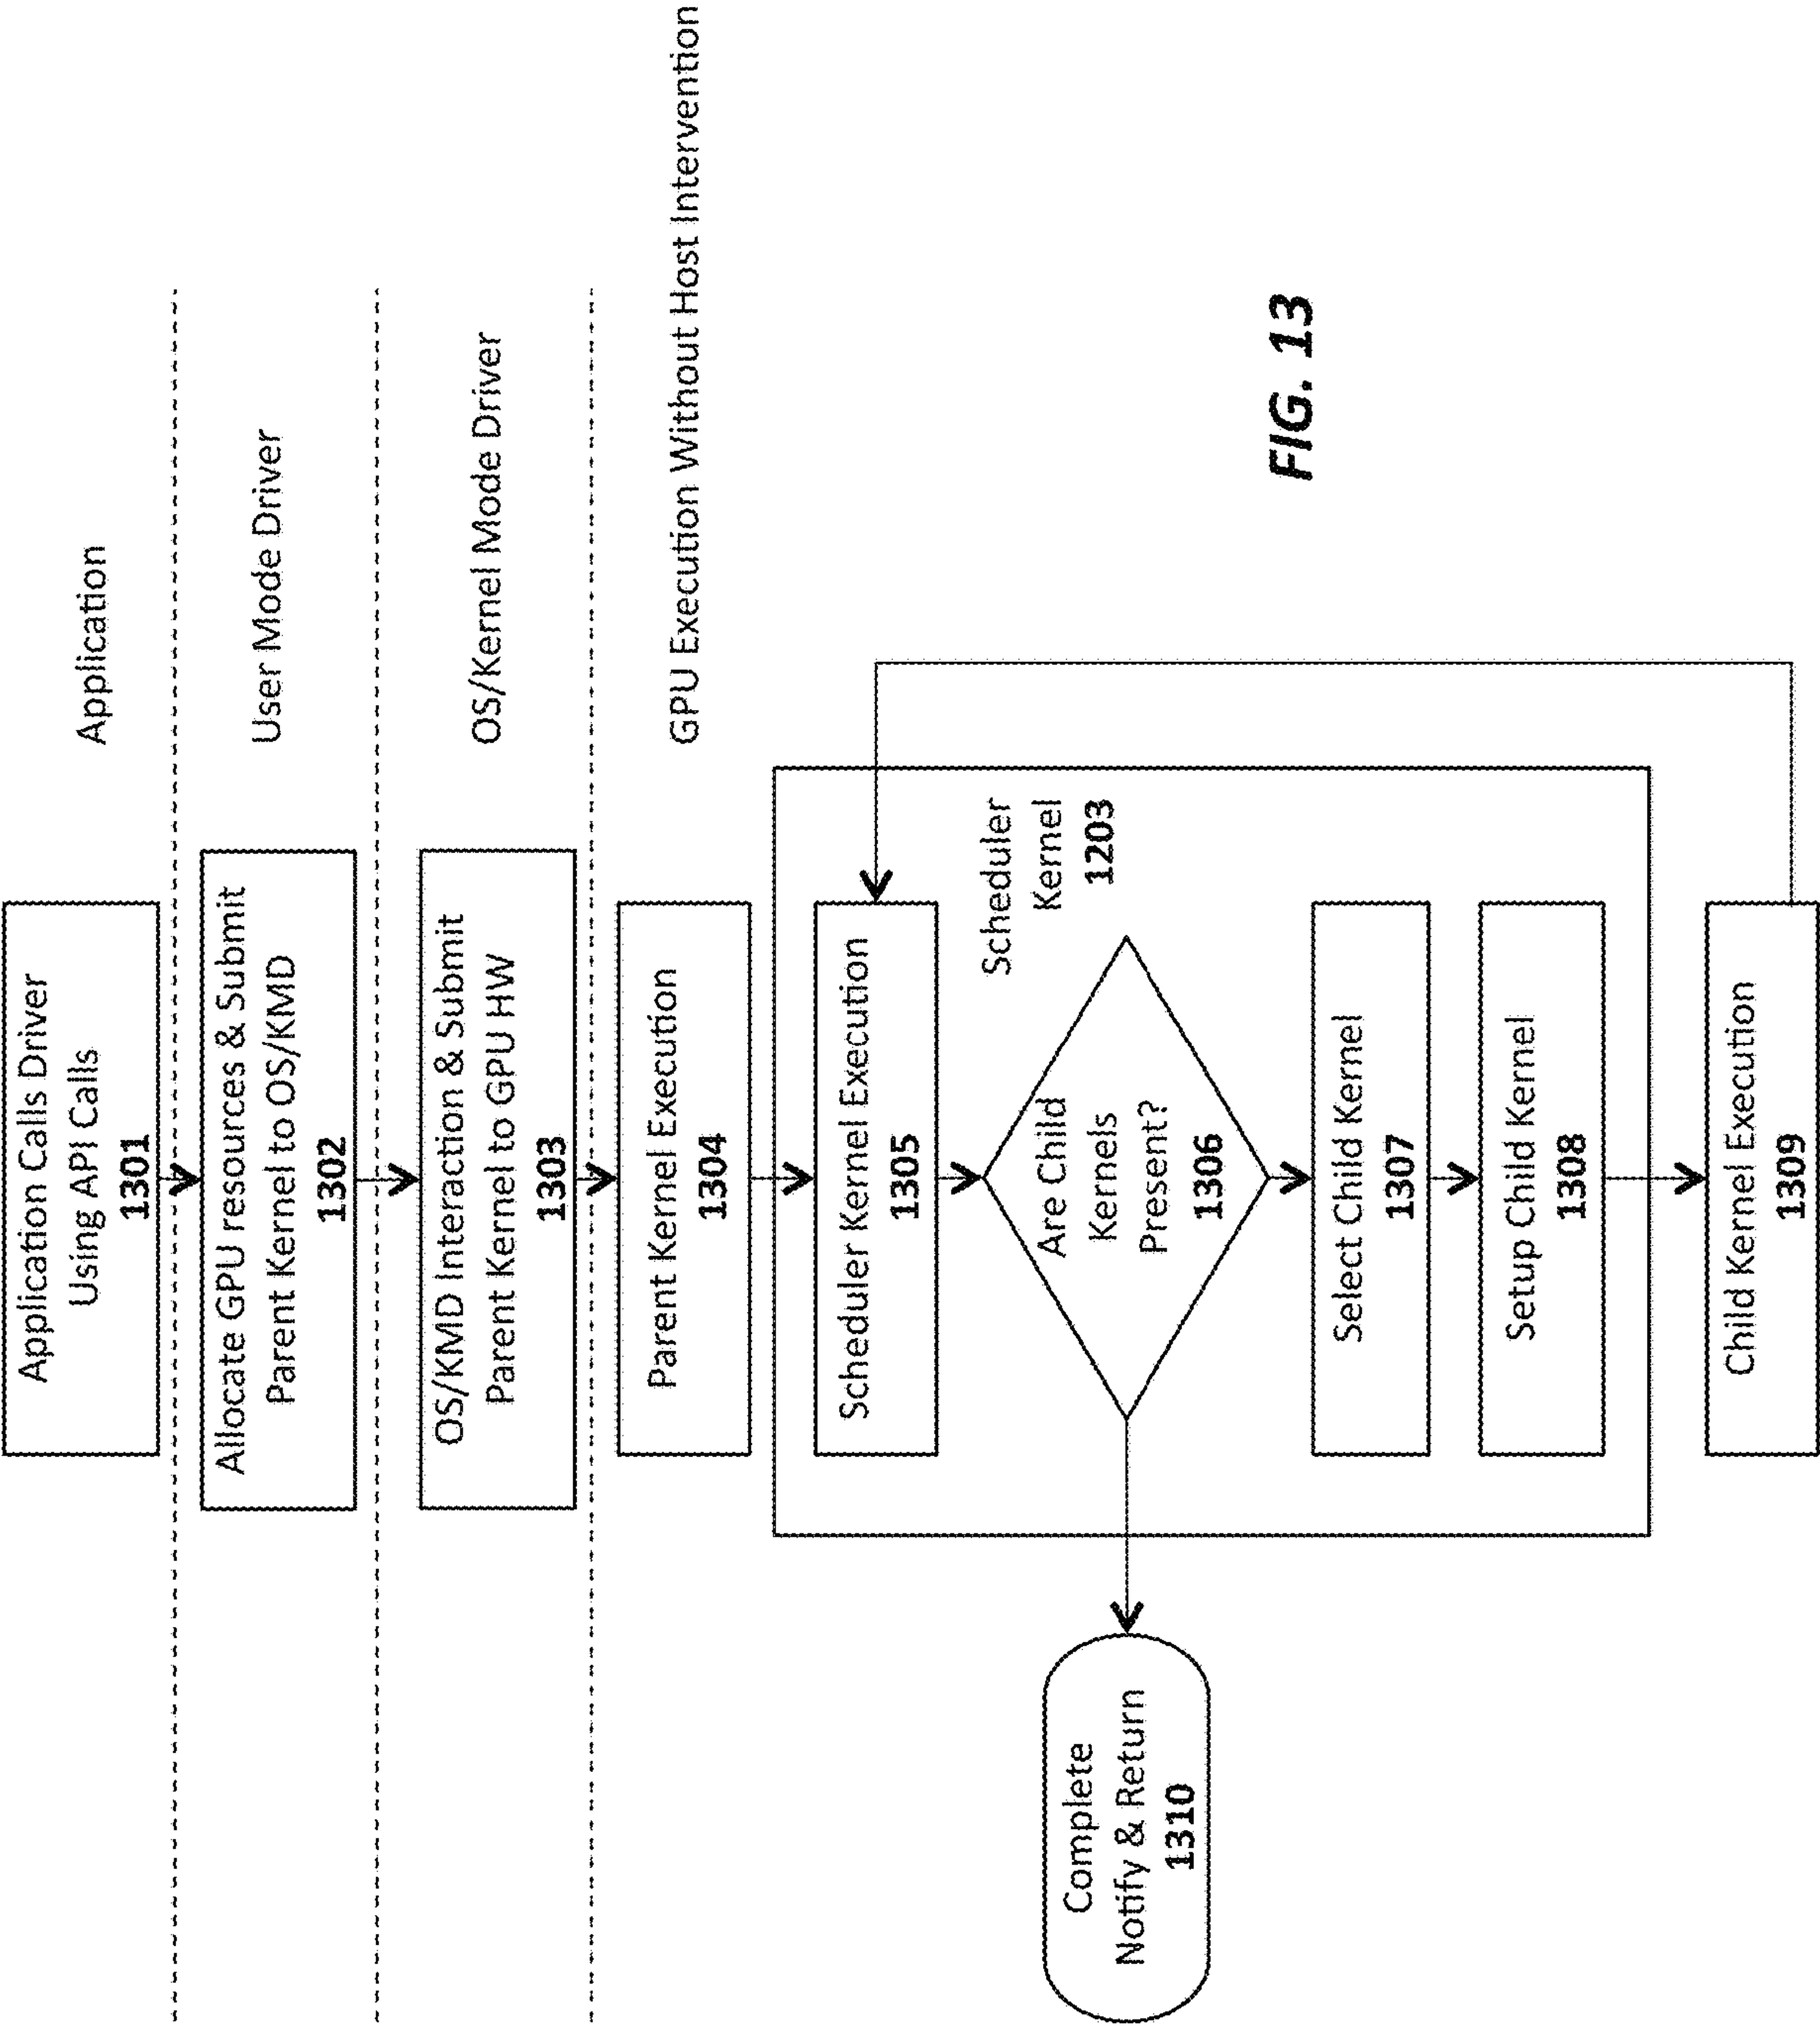 Application Calls Driver
Using API Calls
1301
Application
Allocate GPU resources & Submit
Parent Kernel to OS/KMD
1302
User Mode Driver
OS/KMD Interaction & Submit
Parent Kernel to GPU HW
1303
OS/Kernel Mode Driver
Parent Kernel Execution
1304
GPU Execution Without Host Intervention
Scheduler Kernel Execution
1305
Scheduler
Kernel
1203
Are Child
Kernels
Present?
1306
Complete
Notify & Return
1310
Select Child Kernel
1307
Setup Child Kernel
1308
Child Kernel Execution
1309
FIG. 13